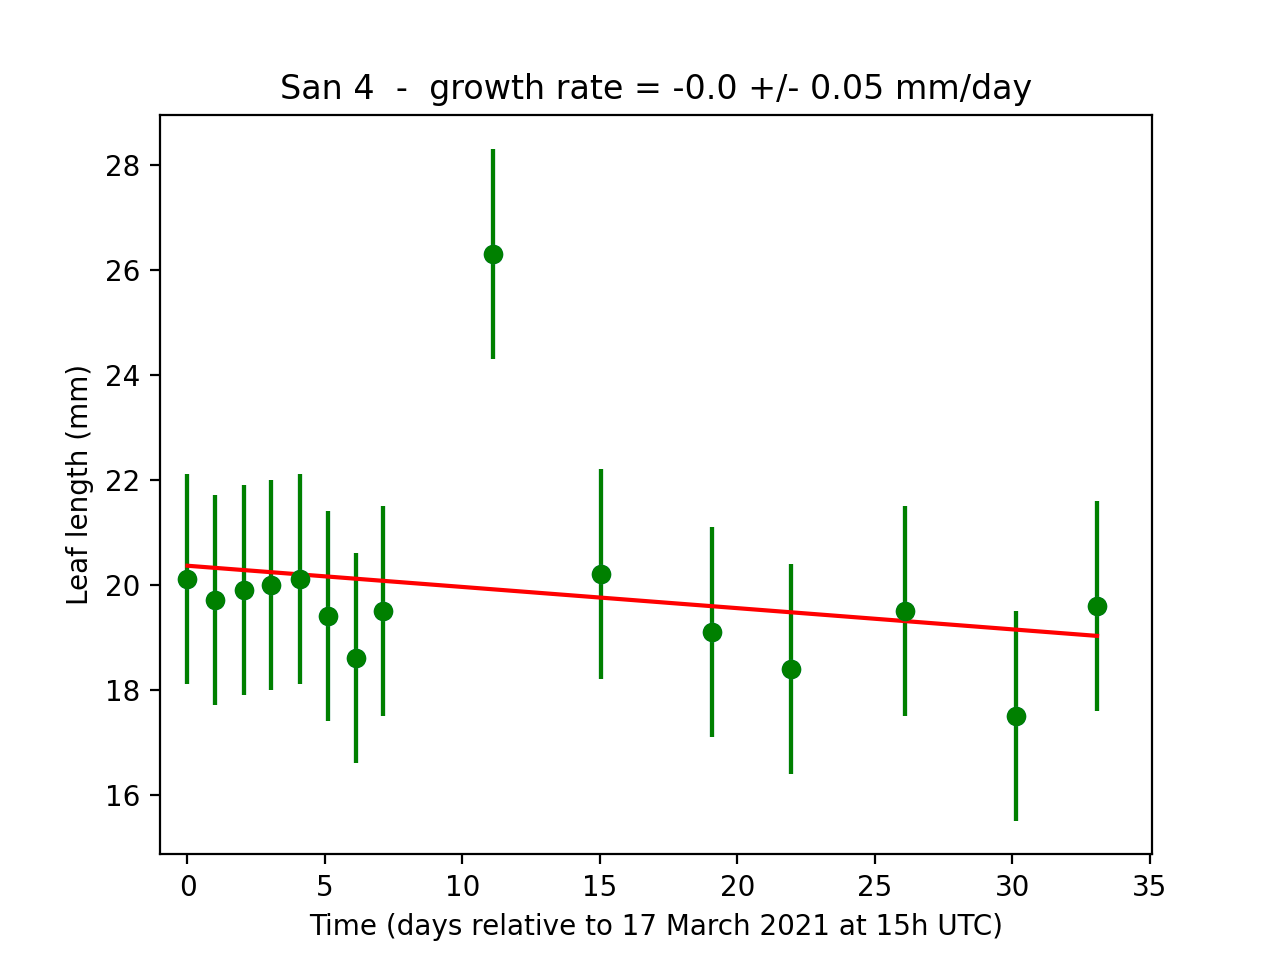 San 4  -  growth rate = -0.0 +/- 0.05 mm/day
28
26
24
22
20
18
16
Leaf length (mm)
0 5 10 15 20 25 30 35
Time (days relative to 17 March 2021 at 15h UTC)